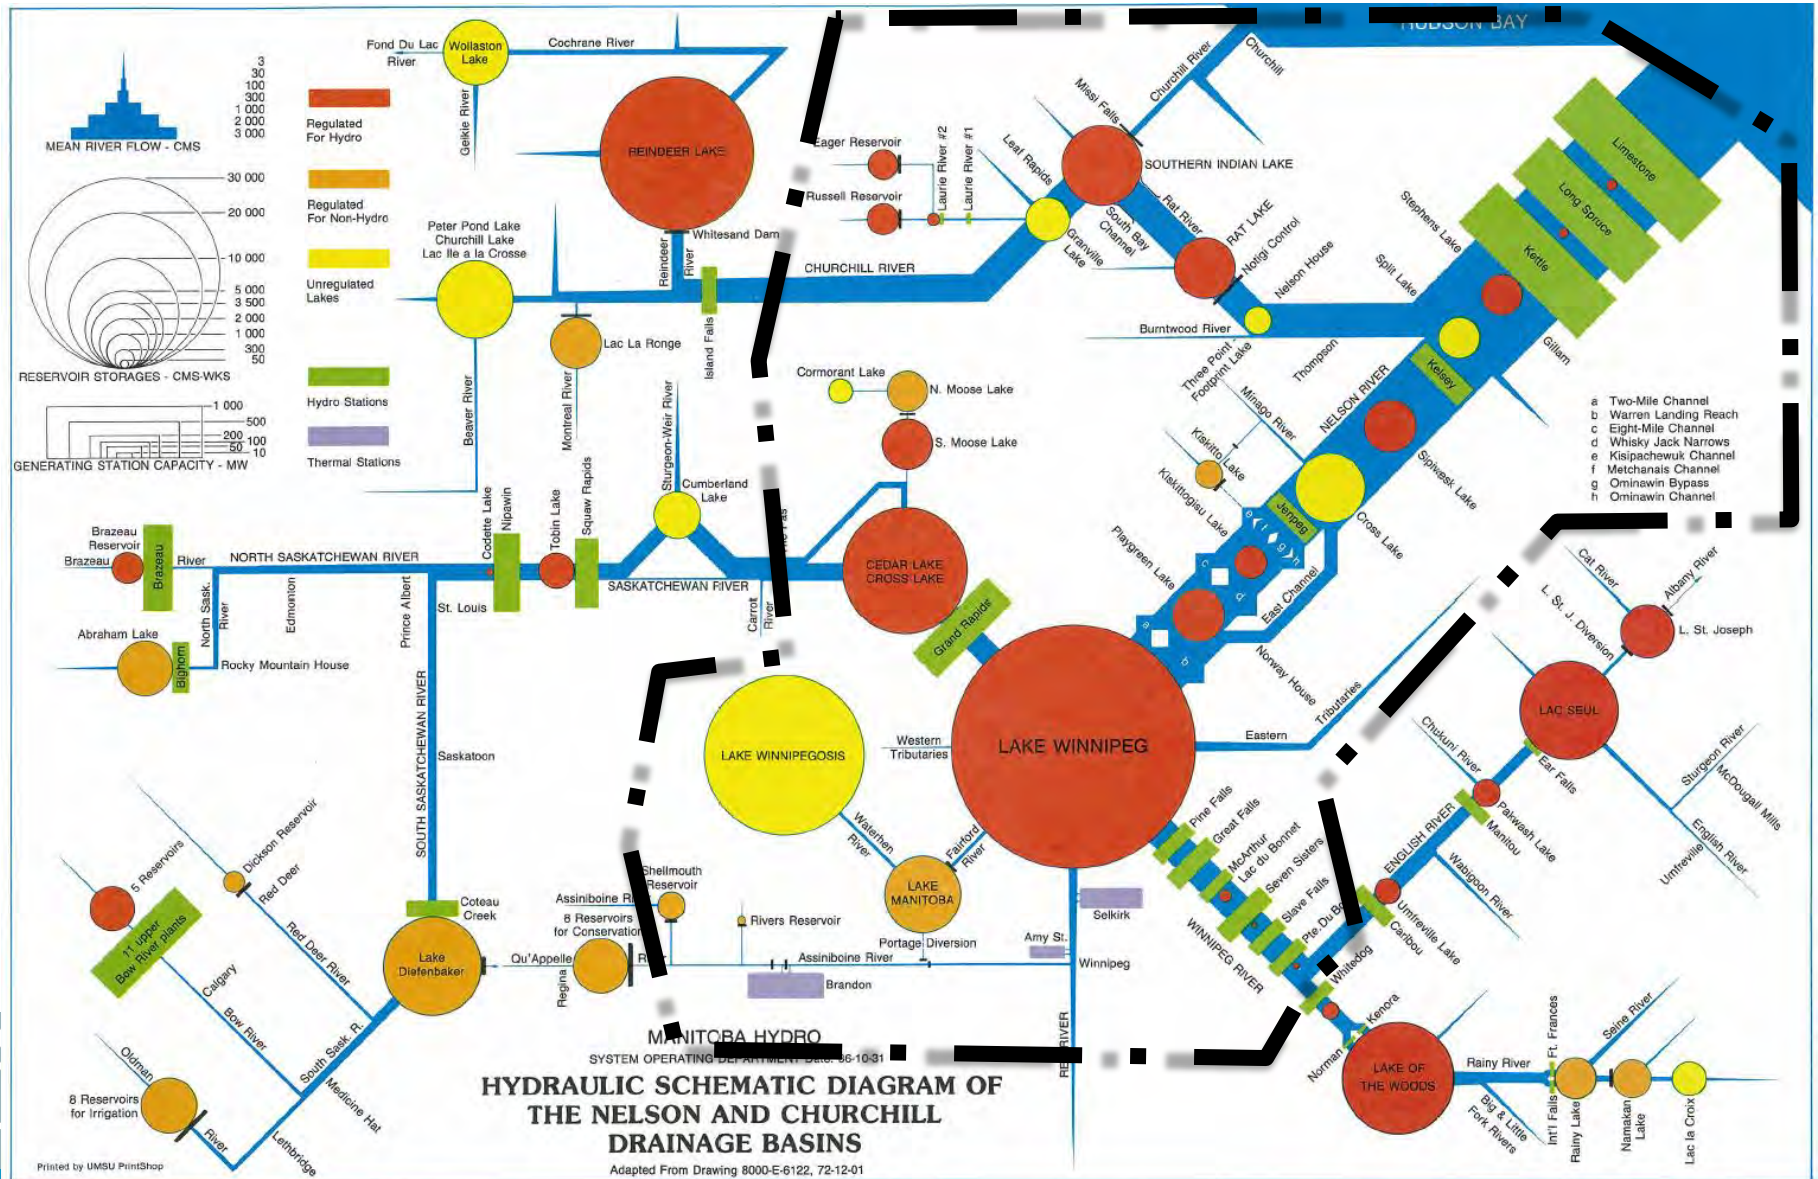 HUDSON BAY
3
30
100
300
1 000
2 000
3 000
MEAN RIVER FLOW - CMS
30 000
20 000
10 000
5 000
3 500
2 000
1 000
300
50
RESERVOIR STORAGES - CMS-WKS
1 000
500
200
100
50
10
GENERATING STATION CAPACITY - MW
Regulated
For Hydro
Regulated
For Non-Hydro
Unregulated
Lakes
Hydro Stations
Thermal Stations
Fond Du Lac
River
Wollaston
Lake
Cochrane River
Geikie River
REINDEER LAKE
Whitesand Dam
Reindeer
River
Peter Pond Lake
Churchill Lake
Lac Ile a la Crosse
Lac La Ronge
Island Falls
Beaver River
Montreal River
CHURCHILL RIVER
Eager Reservoir
Russell Reservoir
Laurie River #2
Laurie River #1
Leaf Rapids
Granville
Lake
Missi Falls
Churchill River
Churchill
SOUTHERN INDIAN LAKE
South Bay
Channel
Rat River
RAT LAKE
Notigi Control
Nelson House
Burntwood River
Three Point -
Footprint Lake
Thompson
Split Lake
Stephens Lake
Limestone
Long Spruce
Kettle
Gillam
Kelsey
NELSON RIVER
Sipiwesk Lake
Minago River
Kiskitto Lake
Kiskittogisu Lake
Jenpeg
Cross Lake
Playgreen Lake
East Channel
Norway House
a
b
c
d
e
f
g
h
a Two-Mile Channel
b Warren Landing Reach
c Eight-Mile Channel
d Whisky Jack Narrows
e Kisipachewuk Channel
f Metchanais Channel
g Ominawin Bypass
h Ominawin Channel
Cormorant Lake
N. Moose Lake
S. Moose Lake
Sturgeon-Weir River
Cumberland
Lake
CEDAR LAKE
CROSS LAKE
Grand Rapids
Brazeau
Reservoir
Brazeau
Brazeau
River
NORTH SASKATCHEWAN RIVER
North Sask.
River
Edmonton
Prince Albert
St. Louis
Codette Lake
Nipawin
Tobin Lake
Squaw Rapids
SASKATCHEWAN RIVER
Carrot
River
Abraham Lake
Bighorn
Rocky Mountain House
SOUTH SASKATCHEWAN RIVER
Saskatoon
LAKE WINNIPEGOSIS
Western
Tributaries
LAKE WINNIPEG
Eastern
Tributaries
Waterhen
River
Fairford
River
LAKE
MANITOBA
Portage Diversion
Cat River
Albany River
L. St. J. Diversion
L. St. Joseph
LAC SEUL
Ear Falls
Chukuni River
Pakwash Lake
Manitou
ENGLISH RIVER
Wabigoon River
Sturgeon River
McDougall Mills
English River
Umfreville
Umfreville Lake
Caribou
Whitedog
Pine Falls
Great Falls
McArthur
Lac du Bonnet
Seven Sisters
Slave Falls
WINNIPEG RIVER
Kenora
Norman
LAKE OF
THE WOODS
Rainy River
Big & Little
Fork Rivers
Int'l Falls
Ft. Frances
Rainy Lake
Seine River
Namakan
Lake
Lac la Croix
5 Reservoirs
11 upper
Bow River plants
Dickson Reservoir
Red Deer
Red Deer River
Calgary
Bow River
Oldman
8 Reservoirs
for Irrigation
River
Lethbridge
South Sask. R.
Medicine Hat
Coteau
Creek
Lake
Diefenbaker
Qu'Appelle
Regina
8 Reservoirs
for Conservation
Shellmouth
Reservoir
Rivers Reservoir
Assiniboine River
Brandon
Selkirk
Amy St.
Winnipeg
MANITOBA HYDRO
HYDRAULIC SCHEMATIC DIAGRAM OF
THE NELSON AND CHURCHILL
DRAINAGE BASINS
Adapted From Drawing 8000-E-6122, 72-12-01
Printed by UMSU PrintShop